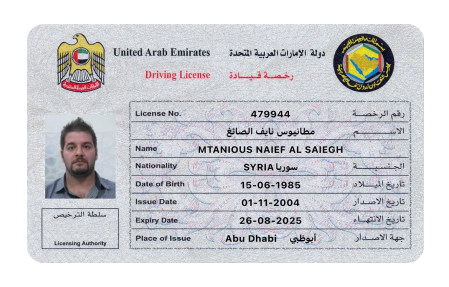 United Arab Emirates دولة الإمارات العربية المتحدة
Driving License رخصة قيادة
License No. 479944 رقم الرخصة
مطانيوس نايف الصائغ الاسم
Name MTANIOUS NAIEF AL SAIEGH
Nationality SYRIA سوريا الجنسية
Date of Birth 15-06-1985 تاريخ الميلاد
Issue Date 01-11-2004 تاريخ الاصدار
Expiry Date 26-08-2025 تاريخ الانتهاء
Place of Issue Abu Dhabi أبوظبي جهة الاصدار
سلطة الترخيص
Licensing Authority